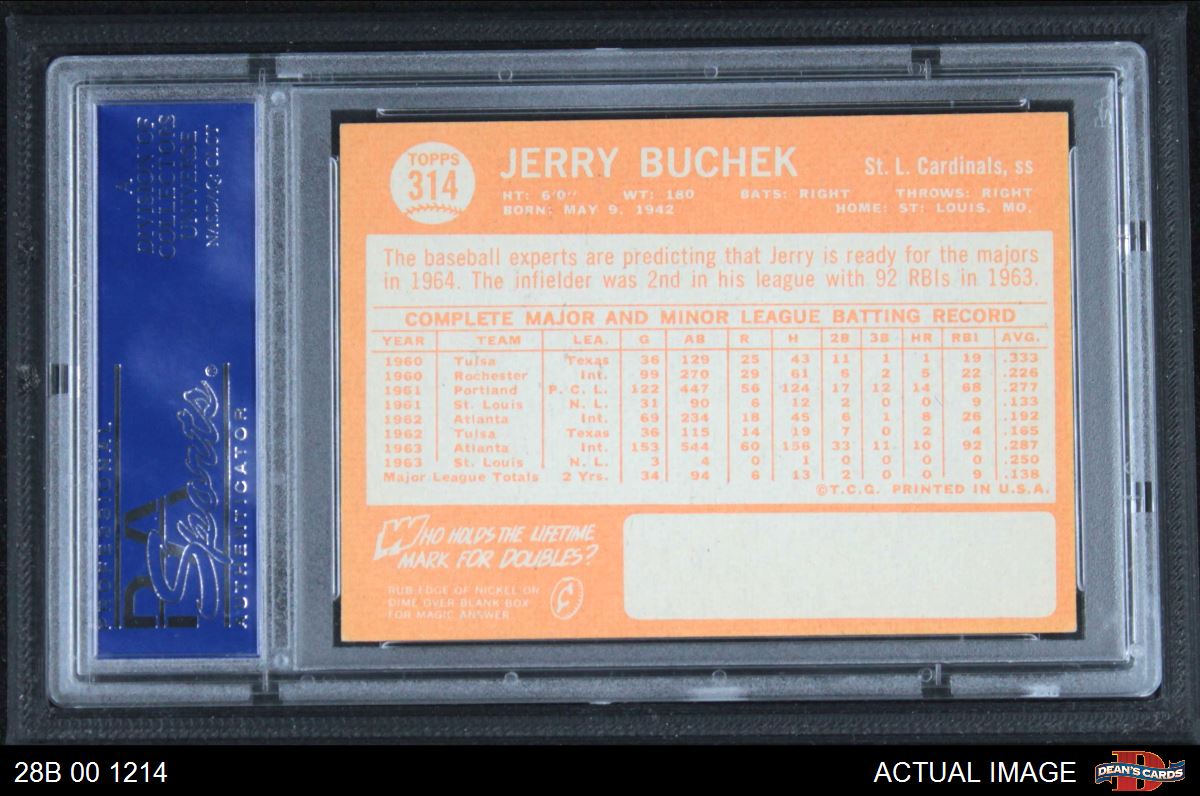 A
DIVISION OF
COLLECTORS
UNIVERSE
NASDAQ: CLCT
PROFESSIONAL
PSA
Sports
AUTHENTICATOR
TOPPS
314
JERRY BUCHEK
St. L. Cardinals, ss
HT: 6'0" WT: 180 BATS: RIGHT THROWS: RIGHT
BORN: MAY 9, 1942 HOME: ST: LOUIS, MO.
The baseball experts are predicting that Jerry is ready for the majors
in 1964. The infielder was 2nd in his league with 92 RBIs in 1963.
COMPLETE MAJOR AND MINOR LEAGUE BATTING RECORD
YEAR TEAM LEA. G AB R H 2B 3B HR RBI AVG.
1960 Tulsa Texas 36 129 25 43 11 1 1 19 .333
1960 Rochester Int. 99 270 29 61 5 2 5 22 .226
1961 Portland P. C. L. 122 447 56 124 17 12 14 68 .277
1961 St. Louis N. L. 31 90 6 12 2 0 0 9 .133
1962 Atlanta Int. 69 234 18 45 6 1 8 26 .192
1962 Tulsa Texas 36 115 14 19 7 0 2 4 .165
1963 Atlanta Int. 153 544 60 156 33 11 10 92 .287
1963 St. Louis N. L. 3 4 0 1 0 0 0 0 .250
Major League Totals 2 Yrs. 34 94 6 13 2 0 0 9 .138
©T.C.G. PRINTED IN U.S.A.
WHO HOLDS THE LIFETIME
MARK FOR DOUBLES?
RUB EDGE OF NICKEL OR
DIME OVER BLANK BOX
FOR MAGIC ANSWER
28B 00 1214
ACTUAL IMAGE
DEAN'S CARDS